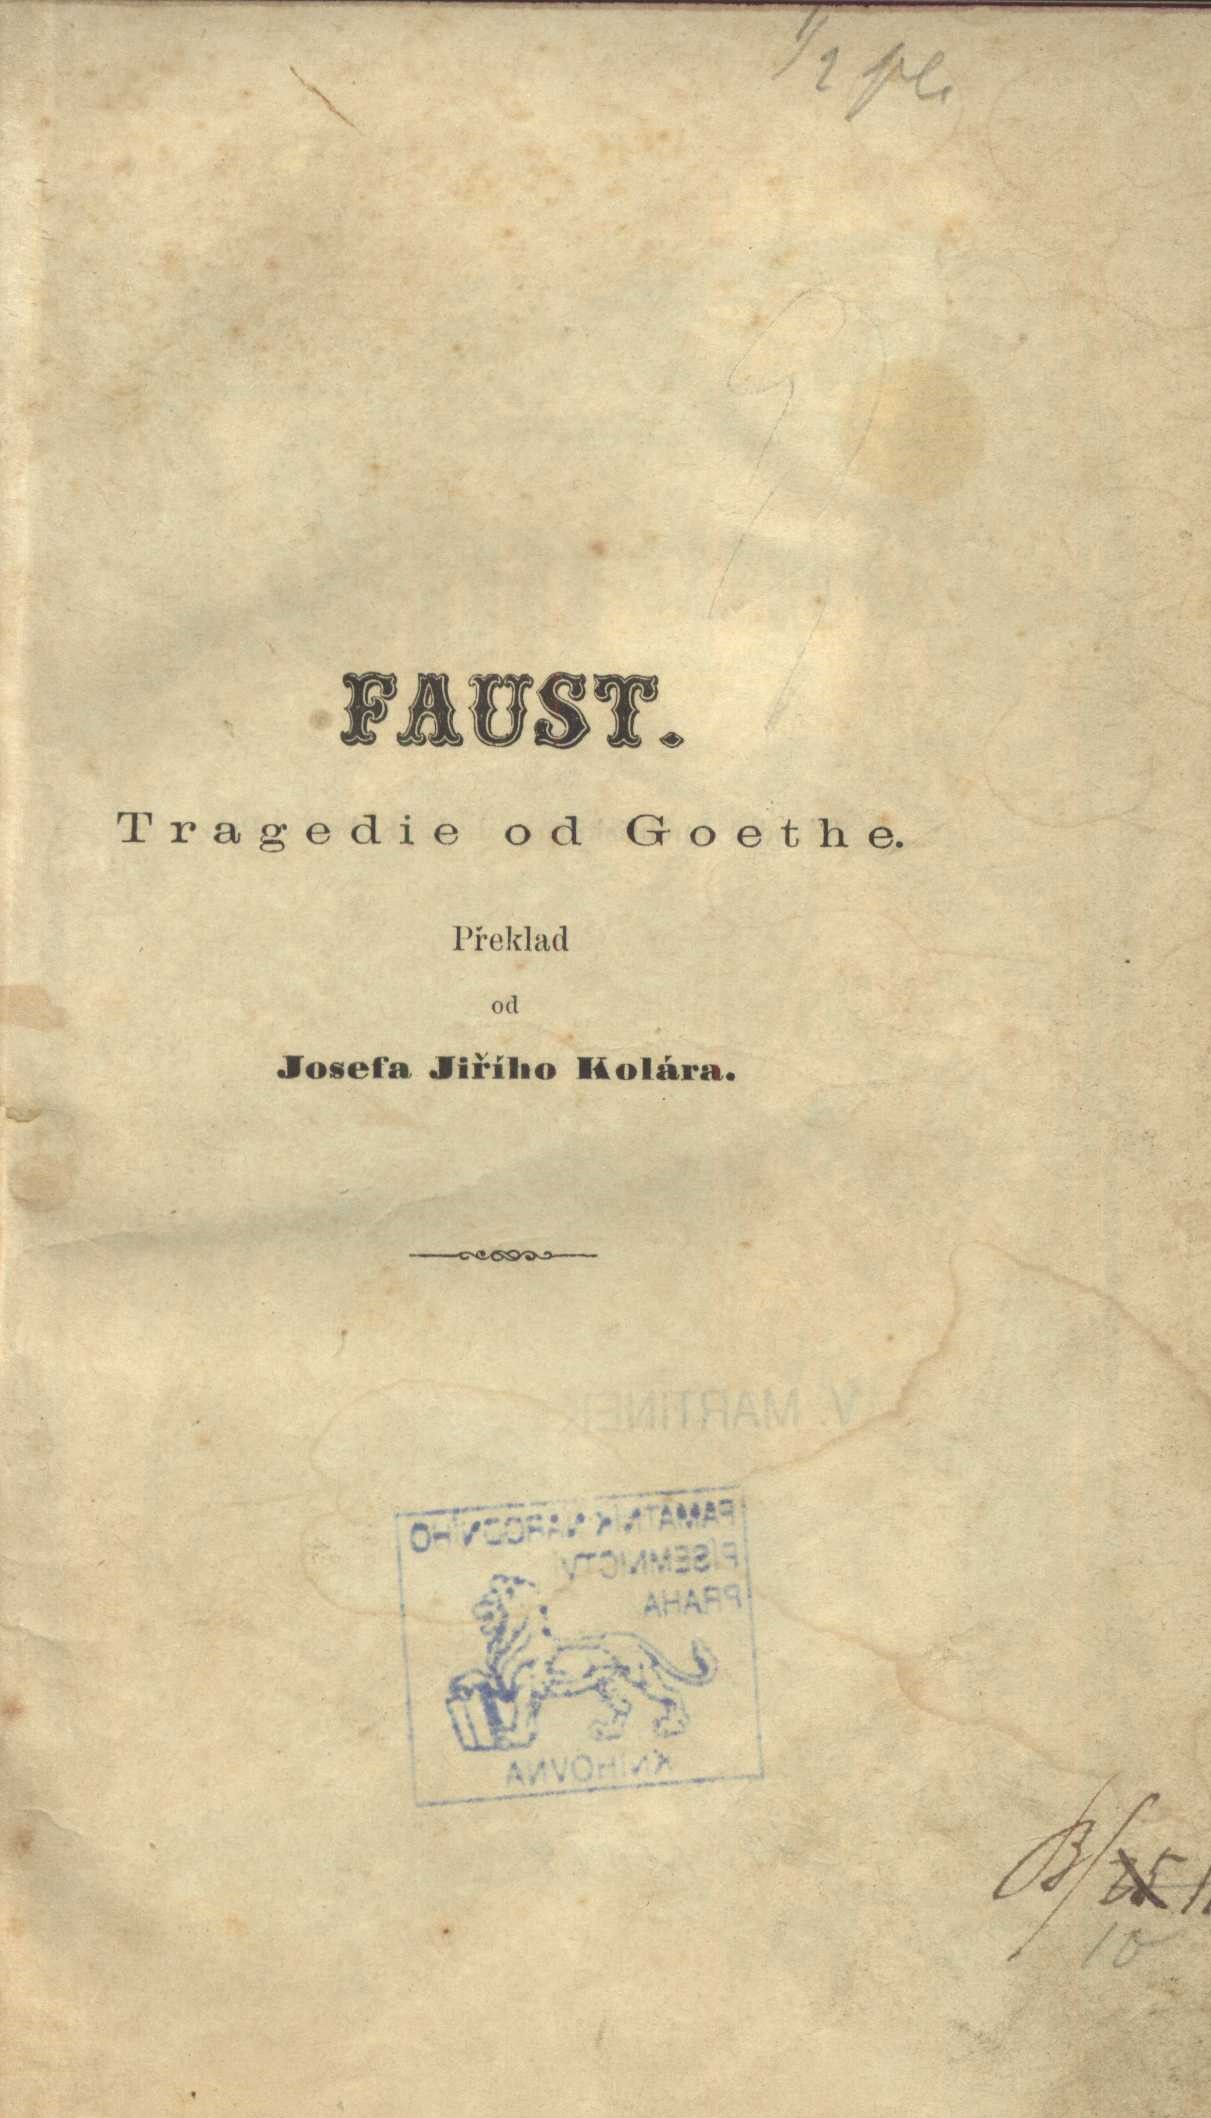 1/2 pl.
FAUST.
Tragedie od Goethe.
Překlad
od
Josefa Jiřího Kolára.
V. MARTINEK
PAMÁTNÍK NÁRODNÍHO
PÍSEMNICTVÍ
PRAHA
KNIHOVNA
B/
10